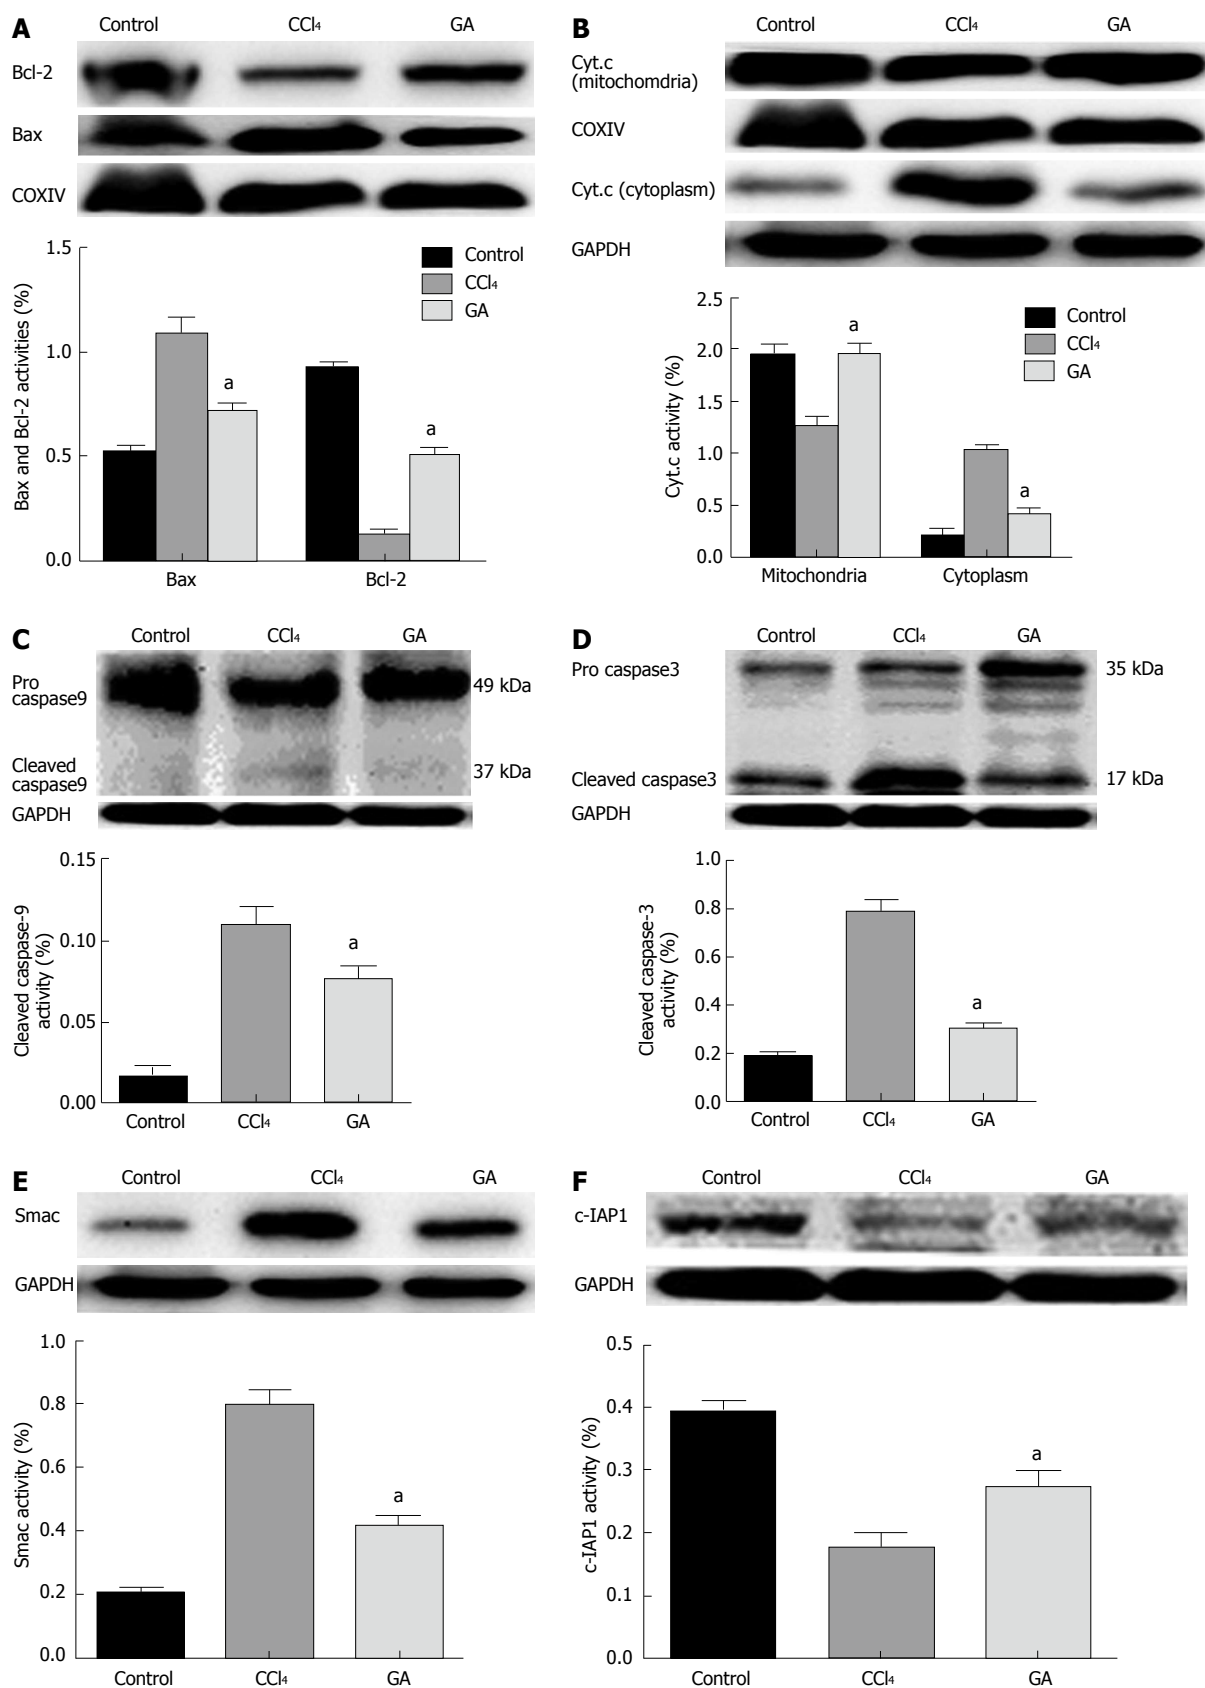 A
Control CCl4 GA
Bcl-2
Bax
COXIV
1.5
1.0
0.5
0.0
Bax and Bcl-2 activities (%)
Control
CCl4
GA
a
a
Bax Bcl-2
B
Control CCl4 GA
Cyt.c
(mitochomdria)
COXIV
Cyt.c (cytoplasm)
GAPDH
2.5
2.0
1.5
1.0
0.5
0.0
Cyt.c activity (%)
Control
CCl4
GA
a
a
Mitochondria Cytoplasm
C
Control CCl4 GA
Pro
caspase9
49 kDa
Cleaved
caspase9
37 kDa
GAPDH
0.15
0.10
0.05
0.00
Cleaved caspase-9
activity (%)
a
Control CCl4 GA
D
Control CCl4 GA
Pro caspase3
35 kDa
Cleaved caspase3
17 kDa
GAPDH
1.0
0.8
0.6
0.4
0.2
0.0
Cleaved caspase-3
activity (%)
a
Control CCl4 GA
E
Control CCl4 GA
Smac
GAPDH
1.0
0.8
0.6
0.4
0.2
0.0
Smac activity (%)
a
Control CCl4 GA
F
Control CCl4 GA
c-IAP1
GAPDH
0.5
0.4
0.3
0.2
0.1
0.0
c-IAP1 activity (%)
a
Control CCl4 GA